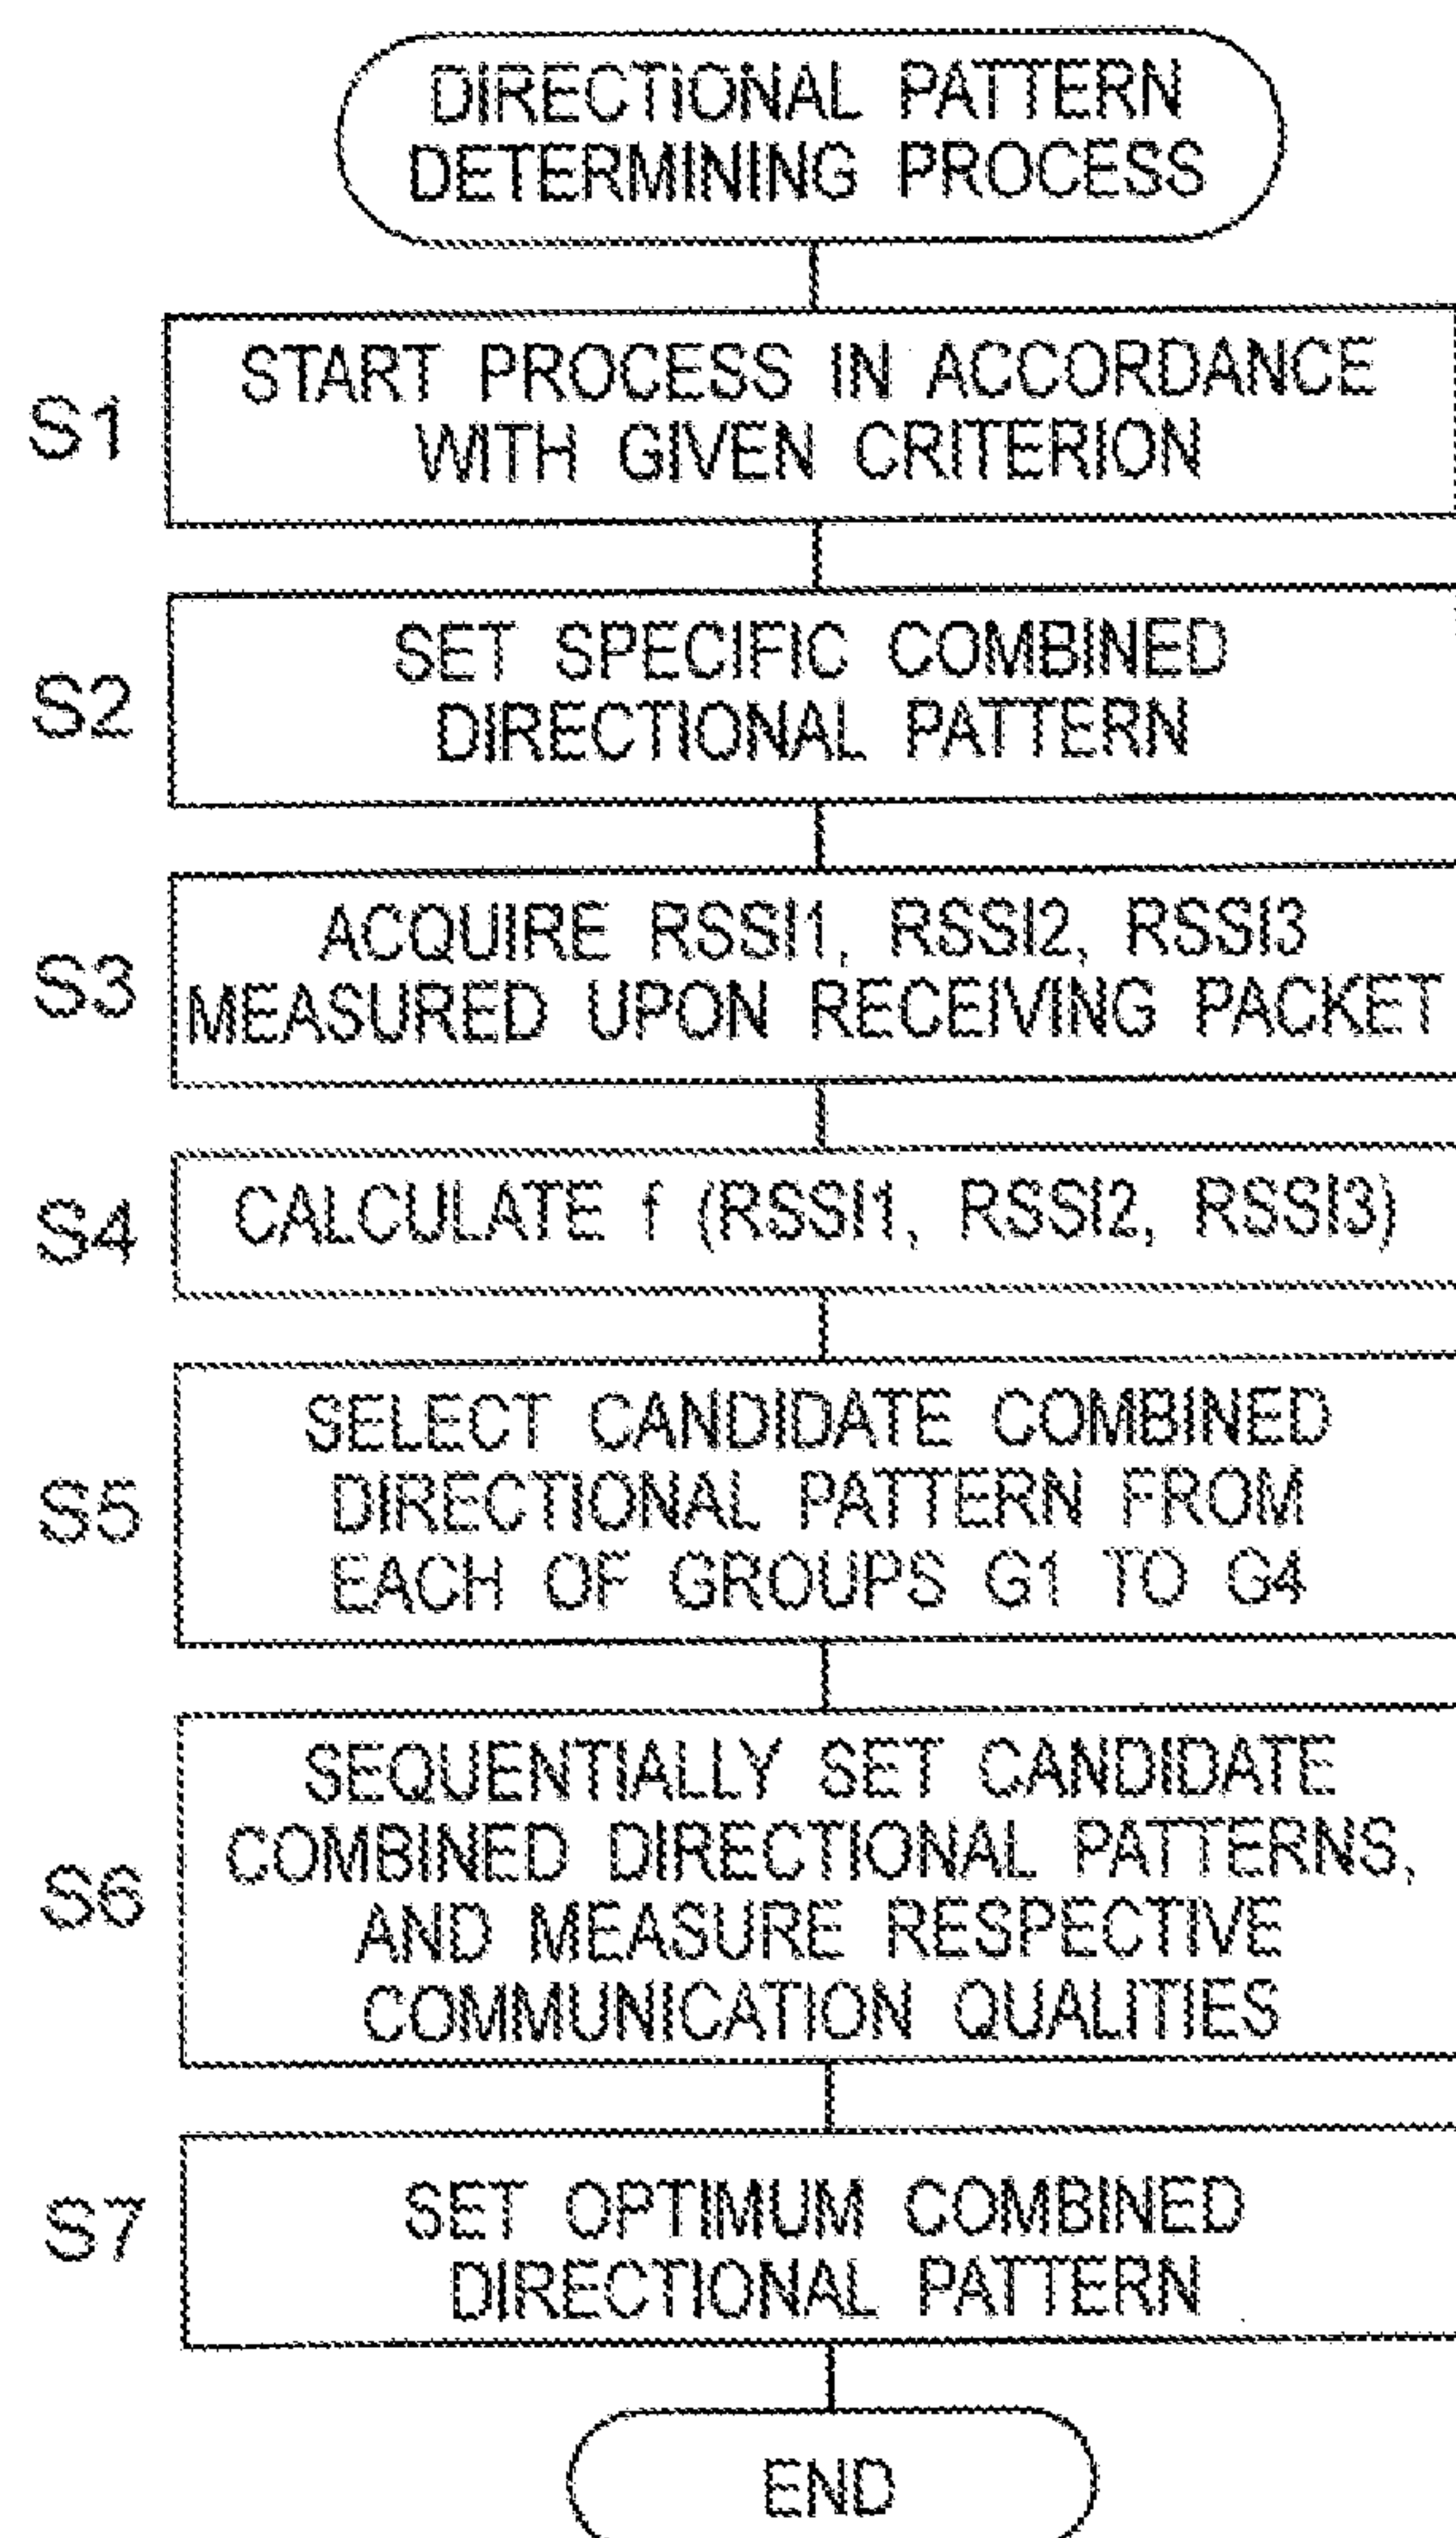 DIRECTIONAL PATTERN
DETERMINING PROCESS
S1
START PROCESS IN ACCORDANCE
WITH GIVEN CRITERION
S2
SET SPECIFIC COMBINED
DIRECTIONAL PATTERN
S3
ACQUIRE RSSI1, RSSI2, RSSI3
MEASURED UPON RECEIVING PACKET
S4
CALCULATE f (RSSI1, RSSI2, RSSI3)
S5
SELECT CANDIDATE COMBINED
DIRECTIONAL PATTERN FROM
EACH OF GROUPS G1 TO G4
S6
SEQUENTIALLY SET CANDIDATE
COMBINED DIRECTIONAL PATTERNS,
AND MEASURE RESPECTIVE
COMMUNICATION QUALITIES
S7
SET OPTIMUM COMBINED
DIRECTIONAL PATTERN
END